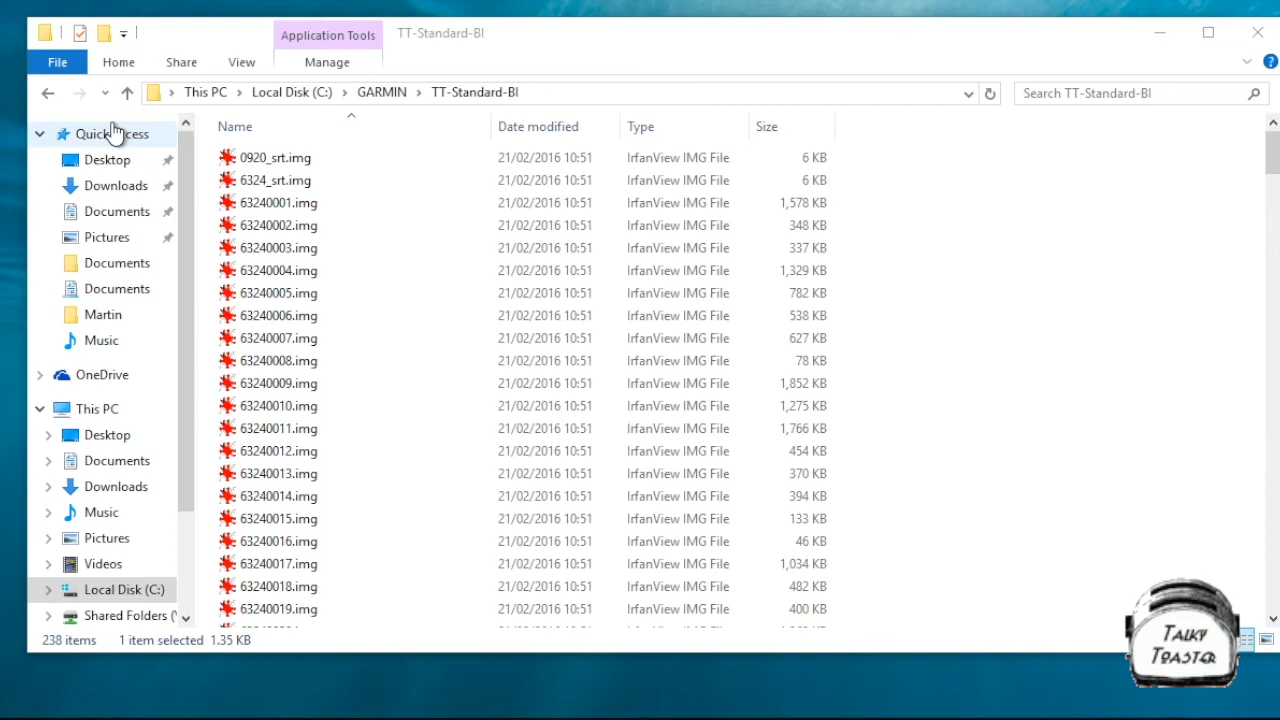 Application Tools TT-Standard-BI
File Home Share View Manage
This PC Local Disk (C:) GARMIN TT-Standard-BI Search TT-Standard-BI
Name Date modified Type Size
Quick access
Desktop
Downloads
Documents
Pictures
Documents
Documents
Martin
Music
OneDrive
This PC
Desktop
Documents
Downloads
Music
Pictures
Videos
Local Disk (C:)
Shared Folders (
0920_srt.img 21/02/2016 10:51 IrfanView IMG File 6 KB
6324_srt.img 21/02/2016 10:51 IrfanView IMG File 6 KB
63240001.img 21/02/2016 10:51 IrfanView IMG File 1,578 KB
63240002.img 21/02/2016 10:51 IrfanView IMG File 348 KB
63240003.img 21/02/2016 10:51 IrfanView IMG File 337 KB
63240004.img 21/02/2016 10:51 IrfanView IMG File 1,329 KB
63240005.img 21/02/2016 10:51 IrfanView IMG File 782 KB
63240006.img 21/02/2016 10:51 IrfanView IMG File 538 KB
63240007.img 21/02/2016 10:51 IrfanView IMG File 627 KB
63240008.img 21/02/2016 10:51 IrfanView IMG File 78 KB
63240009.img 21/02/2016 10:51 IrfanView IMG File 1,852 KB
63240010.img 21/02/2016 10:51 IrfanView IMG File 1,275 KB
63240011.img 21/02/2016 10:51 IrfanView IMG File 1,766 KB
63240012.img 21/02/2016 10:51 IrfanView IMG File 454 KB
63240013.img 21/02/2016 10:51 IrfanView IMG File 370 KB
63240014.img 21/02/2016 10:51 IrfanView IMG File 394 KB
63240015.img 21/02/2016 10:51 IrfanView IMG File 133 KB
63240016.img 21/02/2016 10:51 IrfanView IMG File 46 KB
63240017.img 21/02/2016 10:51 IrfanView IMG File 1,034 KB
63240018.img 21/02/2016 10:51 IrfanView IMG File 482 KB
63240019.img 21/02/2016 10:51 IrfanView IMG File 400 KB
238 items 1 item selected 1.35 KB
TALKY
TOASTER